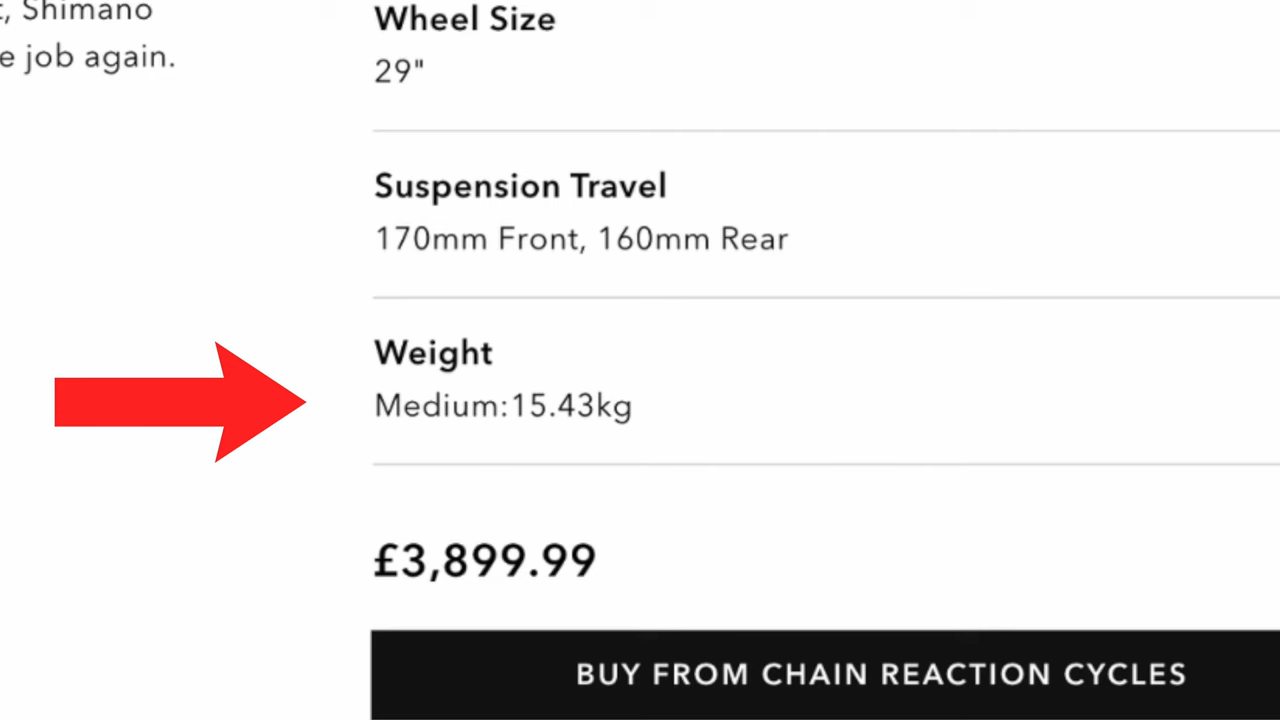 Shimano
job again.
Wheel Size
29"
Suspension Travel
170mm Front, 160mm Rear
Weight
Medium:15.43kg
£3,899.99
BUY FROM CHAIN REACTION CYCLES